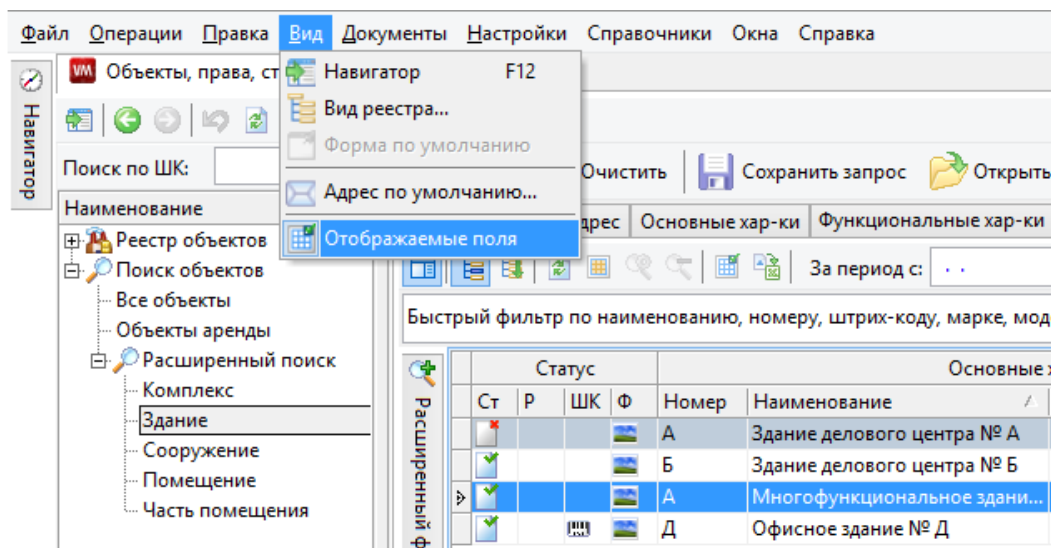 Файл Операции Правка Вид Документы Настройки Справочники Окна Справка
Объекты, права, ст
Навигатор F12
Вид реестра...
Форма по умолчанию
Адрес по умолчанию...
Отображаемые поля
Навигатор
Поиск по ШК:
Очистить Сохранить запрос Открыть
Наименование
дрес Основные хар-ки Функциональные хар-ки
Реестр объектов
Поиск объектов
Все объекты
Объекты аренды
Расширенный поиск
Комплекс
Здание
Сооружение
Помещение
Часть помещения
За период с: . .
Быстрый фильтр по наименованию, номеру, штрих-коду, марке, мод
Расширенный ф
Статус Основные
Ст Р ШК Ф Номер Наименование
А Здание делового центра № А
Б Здание делового центра № Б
А Многофункциональное здани...
Д Офисное здание № Д